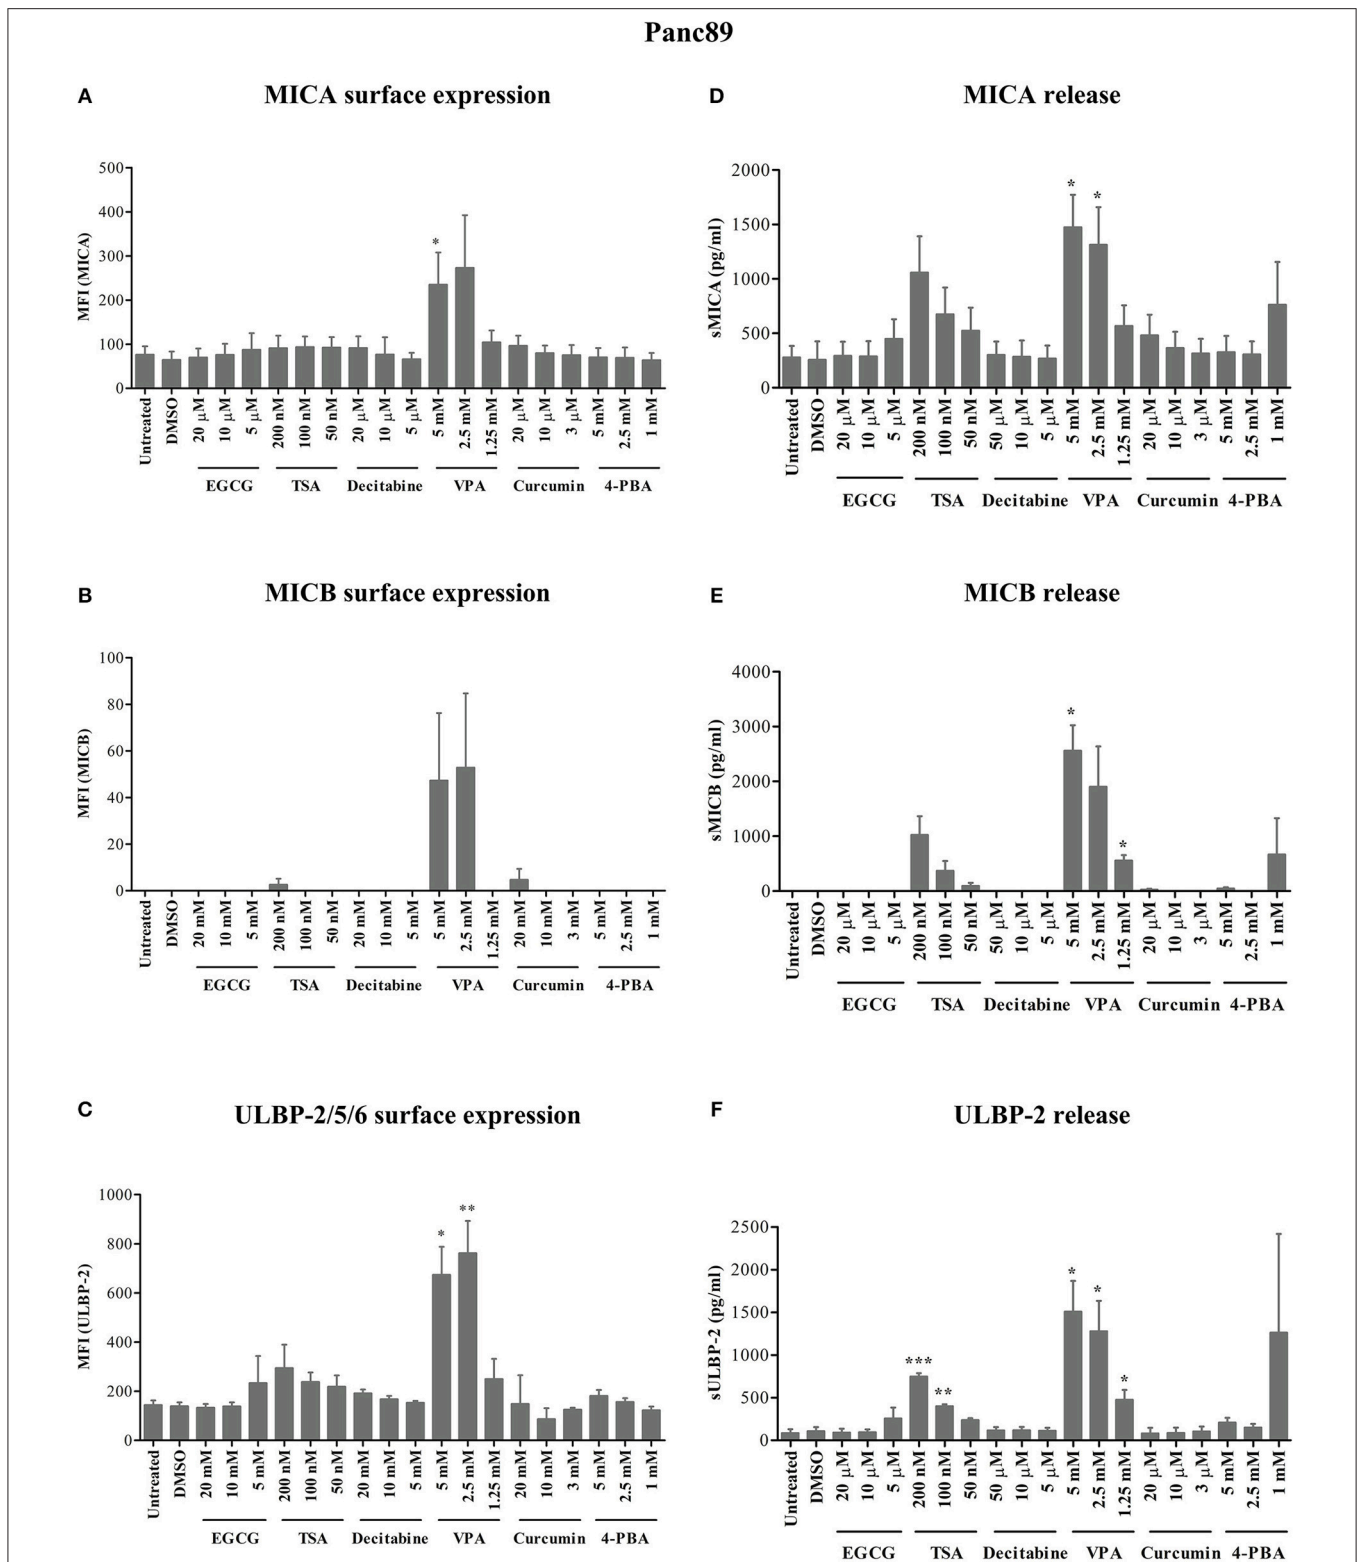 Panc89
A
MICA surface expression
MFI (MICA)
500
400
300
200
100
0
*
Untreated
DMSO
20 μM
10 μM
5 μM
200 nM
100 nM
50 nM
20 μM
10 μM
5 μM
5 mM
2.5 mM
1.25 mM
20 μM
10 μM
3 μM
5 mM
2.5 mM
1 mM
EGCG TSA Decitabine VPA Curcumin 4-PBA
D
MICA release
sMICA (pg/ml)
2000
1500
1000
500
0
* *
Untreated
DMSO
20 μM
10 μM
5 μM
200 nM
100 nM
50 nM
50 μM
10 μM
5 μM
5 mM
2.5 mM
1.25 mM
20 μM
10 μM
3 μM
5 mM
2.5 mM
1 mM
EGCG TSA Decitabine VPA Curcumin 4-PBA
B
MICB surface expression
MFI (MICB)
100
80
60
40
20
0
Untreated
DMSO
20 mM
10 mM
5 mM
200 nM
100 nM
50 nM
20 mM
10 mM
5 mM
5 mM
2.5 mM
1.25 mM
20 mM
10 mM
3 mM
5 mM
2.5 mM
1 mM
EGCG TSA Decitabine VPA Curcumin 4-PBA
E
MICB release
sMICB (pg/ml)
4000
3000
2000
1000
0
* *
Untreated
DMSO
20 μM
10 μM
5 μM
200 nM
100 nM
50 nM
50 μM
10 μM
5 μM
5 mM
2.5 mM
1.25 mM
20 μM
10 μM
3 μM
5 mM
2.5 mM
1 mM
EGCG TSA Decitabine VPA Curcumin 4-PBA
C
ULBP-2/5/6 surface expression
MFI (ULBP-2)
1000
800
600
400
200
0
* **
Untreated
DMSO
20 mM
10 mM
5 mM
200 nM
100 nM
50 nM
20 mM
10 mM
5 mM
5 mM
2.5 mM
1.25 mM
20 mM
10 mM
3 mM
5 mM
2.5 mM
1 mM
EGCG TSA Decitabine VPA Curcumin 4-PBA
F
ULBP-2 release
sULBP-2 (pg/ml)
2500
2000
1500
1000
500
0
*** ** * * *
Untreated
DMSO
20 μM
10 μM
5 μM
200 nM
100 nM
50 nM
50 μM
10 μM
5 μM
5 mM
2.5 mM
1.25 mM
20 μM
10 μM
3 μM
5 mM
2.5 mM
1 mM
EGCG TSA Decitabine VPA Curcumin 4-PBA